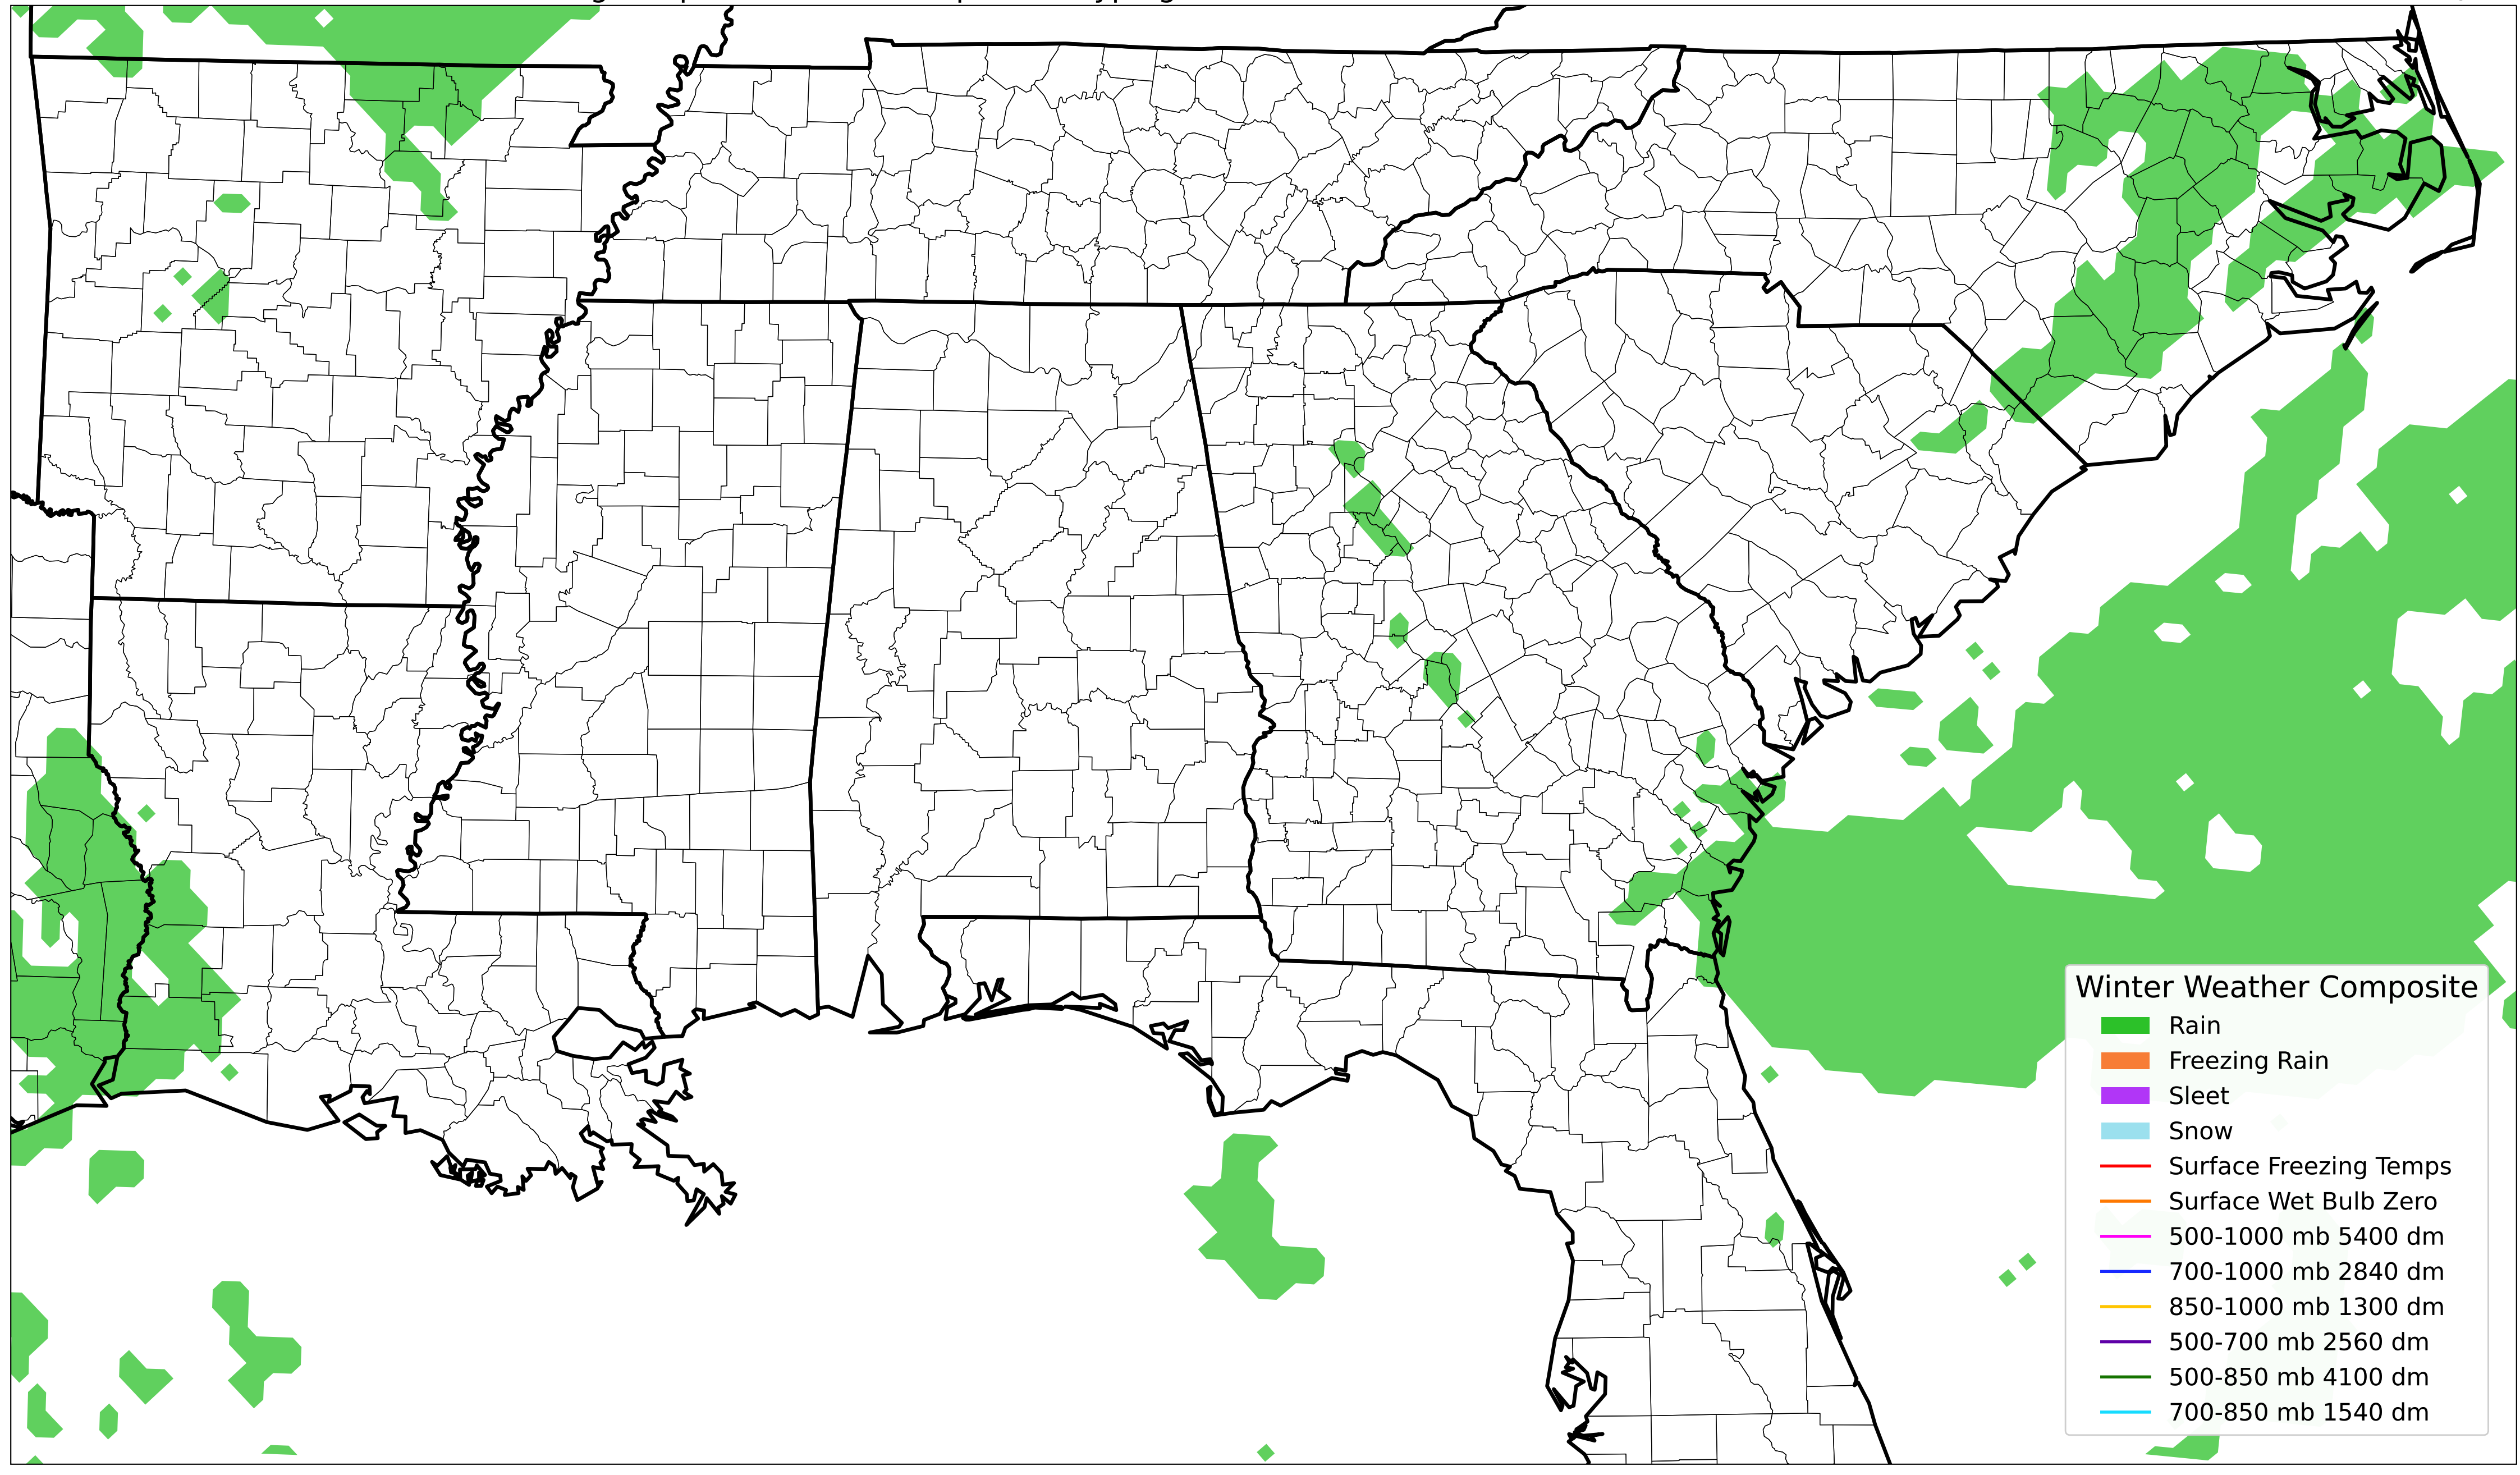 Winter Weather Composite
Rain
Freezing Rain
Sleet
Snow
Surface Freezing Temps
Surface Wet Bulb Zero
500-1000 mb 5400 dm
700-1000 mb 2840 dm
850-1000 mb 1300 dm
500-700 mb 2560 dm
500-850 mb 4100 dm
700-850 mb 1540 dm